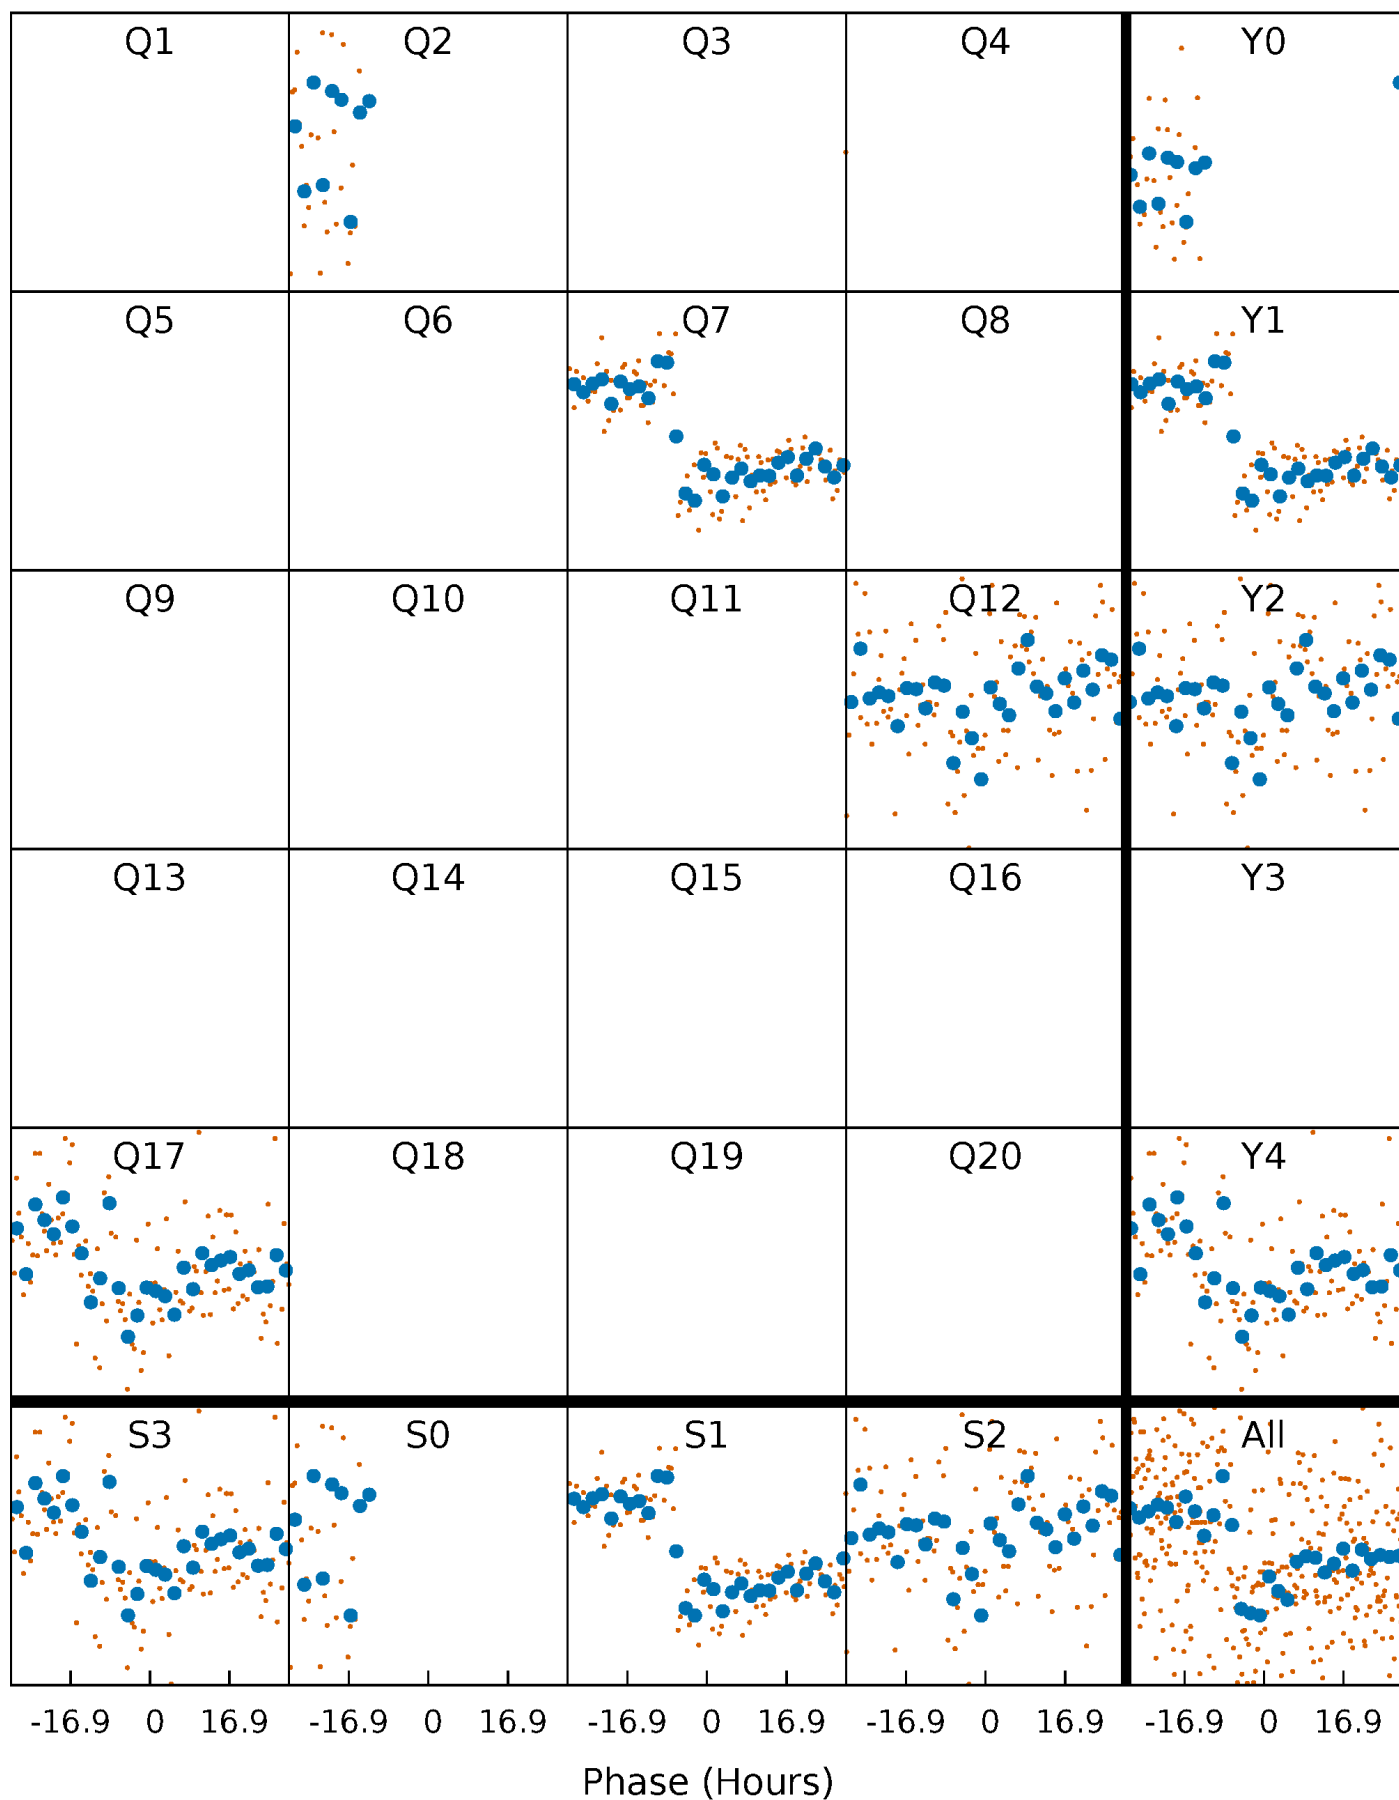 Q1 Q2 Q3 Q4 Y0
Q5 Q6 Q7 Q8 Y1
Q9 Q10 Q11 Q12 Y2
Q13 Q14 Q15 Q16 Y3
Q17 Q18 Q19 Q20 Y4
S3 S0 S1 S2 All
-16.9 0 16.9 -16.9 0 16.9 -16.9 0 16.9 -16.9 0 16.9 -16.9 0 16.9
Phase (Hours)